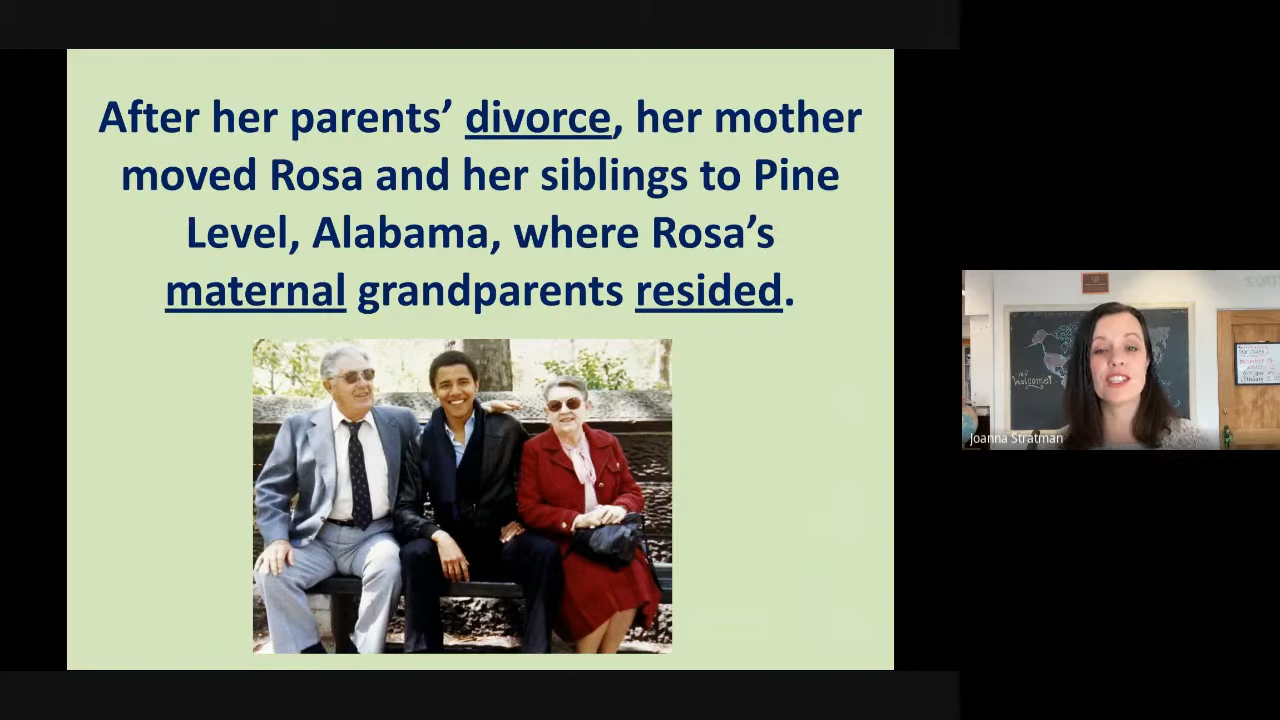 After her parents’ divorce, her mother
moved Rosa and her siblings to Pine
Level, Alabama, where Rosa’s
maternal grandparents resided.
Welcome!
Joanna Stratman